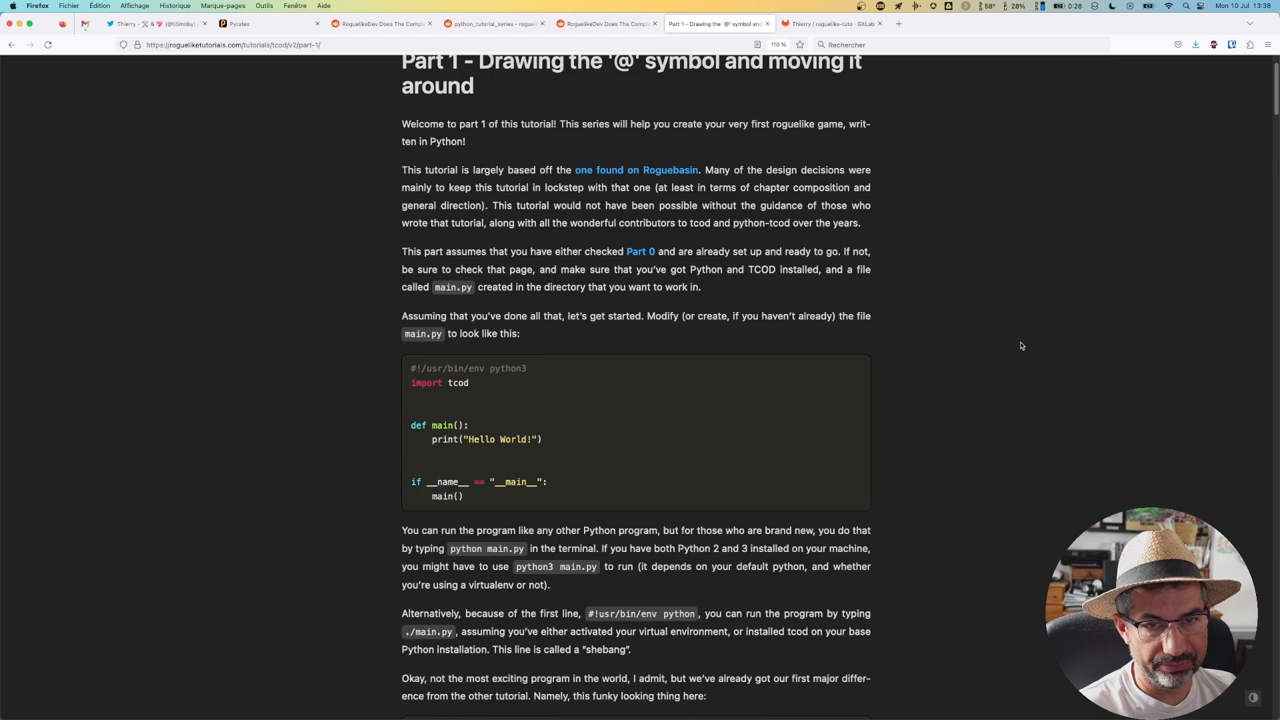 Firefox Fichier Édition Affichage Historique Marque-pages Outils Fenêtre Aide 58° 28% 0:28 Mon 10 Jul 13:38
Pyrates RoguelikeDev Does The Comple python_tutorial_series - rogueli RoguelikeDev Does The Comple Part 1 - Drawing the '@' symbol and Thierry / roguelike-tuto · GitLab
https://rogueliketutorials.com/tutorials/tcod/v2/part-1/ 110 % Rechercher
Part 1 - Drawing the '@' symbol and moving it
around
Welcome to part 1 of this tutorial! This series will help you create your very first roguelike game, writ-
ten in Python!
This tutorial is largely based off the one found on Roguebasin. Many of the design decisions were
mainly to keep this tutorial in lockstep with that one (at least in terms of chapter composition and
general direction). This tutorial would not have been possible without the guidance of those who
wrote that tutorial, along with all the wonderful contributors to tcod and python-tcod over the years.
This part assumes that you have either checked Part 0 and are already set up and ready to go. If not,
be sure to check that page, and make sure that you've got Python and TCOD installed, and a file
called main.py created in the directory that you want to work in.
Assuming that you've done all that, let's get started. Modify (or create, if you haven't already) the file
main.py to look like this:
#!/usr/bin/env python3
import tcod
def main():
print("Hello World!")
if __name__ == "__main__":
main()
You can run the program like any other Python program, but for those who are brand new, you do that
by typing python main.py in the terminal. If you have both Python 2 and 3 installed on your machine,
you might have to use python3 main.py to run (it depends on your default python, and whether
you're using a virtualenv or not).
Alternatively, because of the first line, #!usr/bin/env python, you can run the program by typing
./main.py, assuming you've either activated your virtual environment, or installed tcod on your base
Python installation. This line is called a "shebang".
Okay, not the most exciting program in the world, I admit, but we've already got our first major differ-
ence from the other tutorial. Namely, this funky looking thing here: